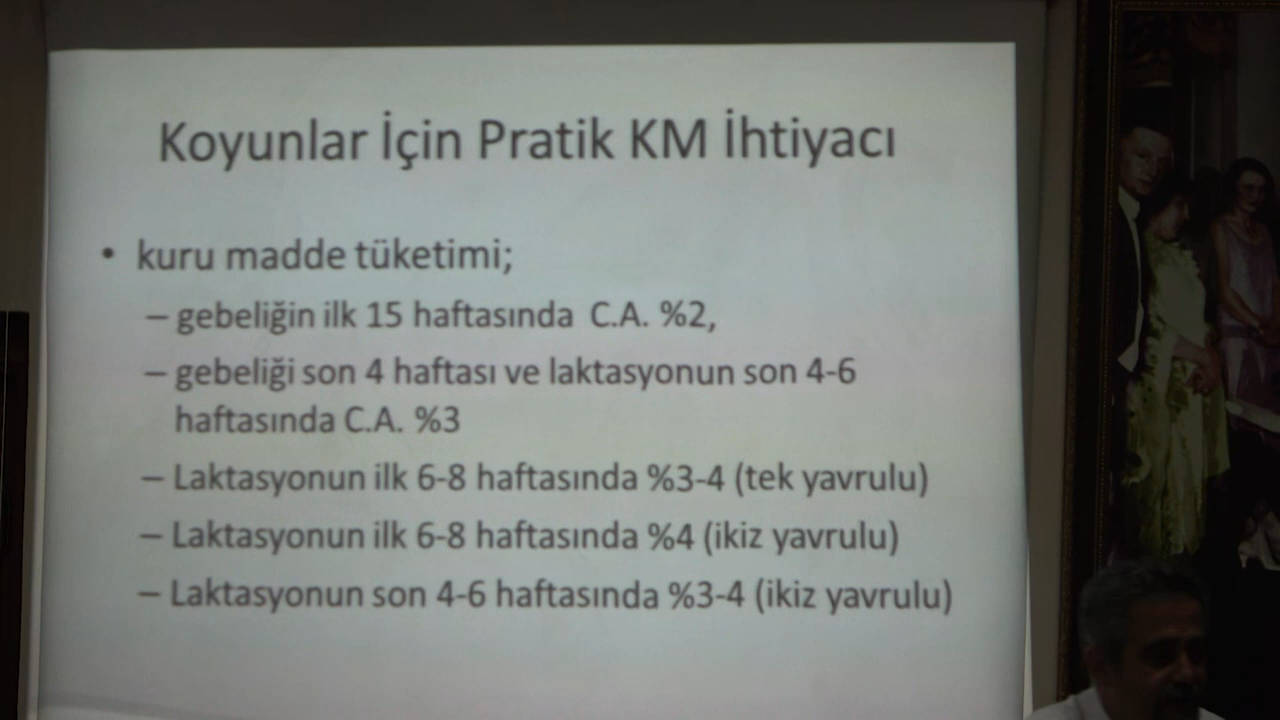 Koyunlar İçin Pratik KM İhtiyacı
• kuru madde tüketimi;
– gebeliğin ilk 15 haftasında C.A. %2,
– gebeliği son 4 haftası ve laktasyonun son 4-6
haftasında C.A. %3
– Laktasyonun ilk 6-8 haftasında %3-4 (tek yavrulu)
– Laktasyonun ilk 6-8 haftasında %4 (ikiz yavrulu)
– Laktasyonun son 4-6 haftasında %3-4 (ikiz yavrulu)